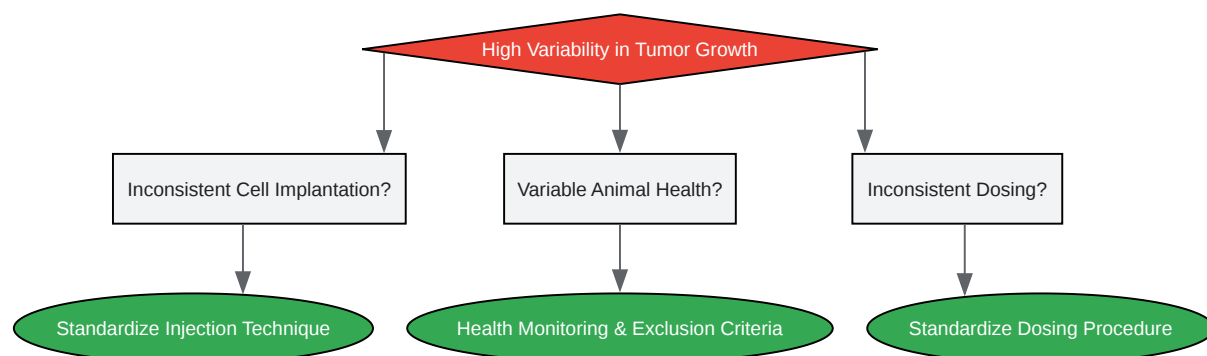 High Variability in Tumor Growth
Inconsistent Cell Implantation?
Variable Animal Health?
Inconsistent Dosing?
Standardize Injection Technique
Health Monitoring & Exclusion Criteria
Standardize Dosing Procedure